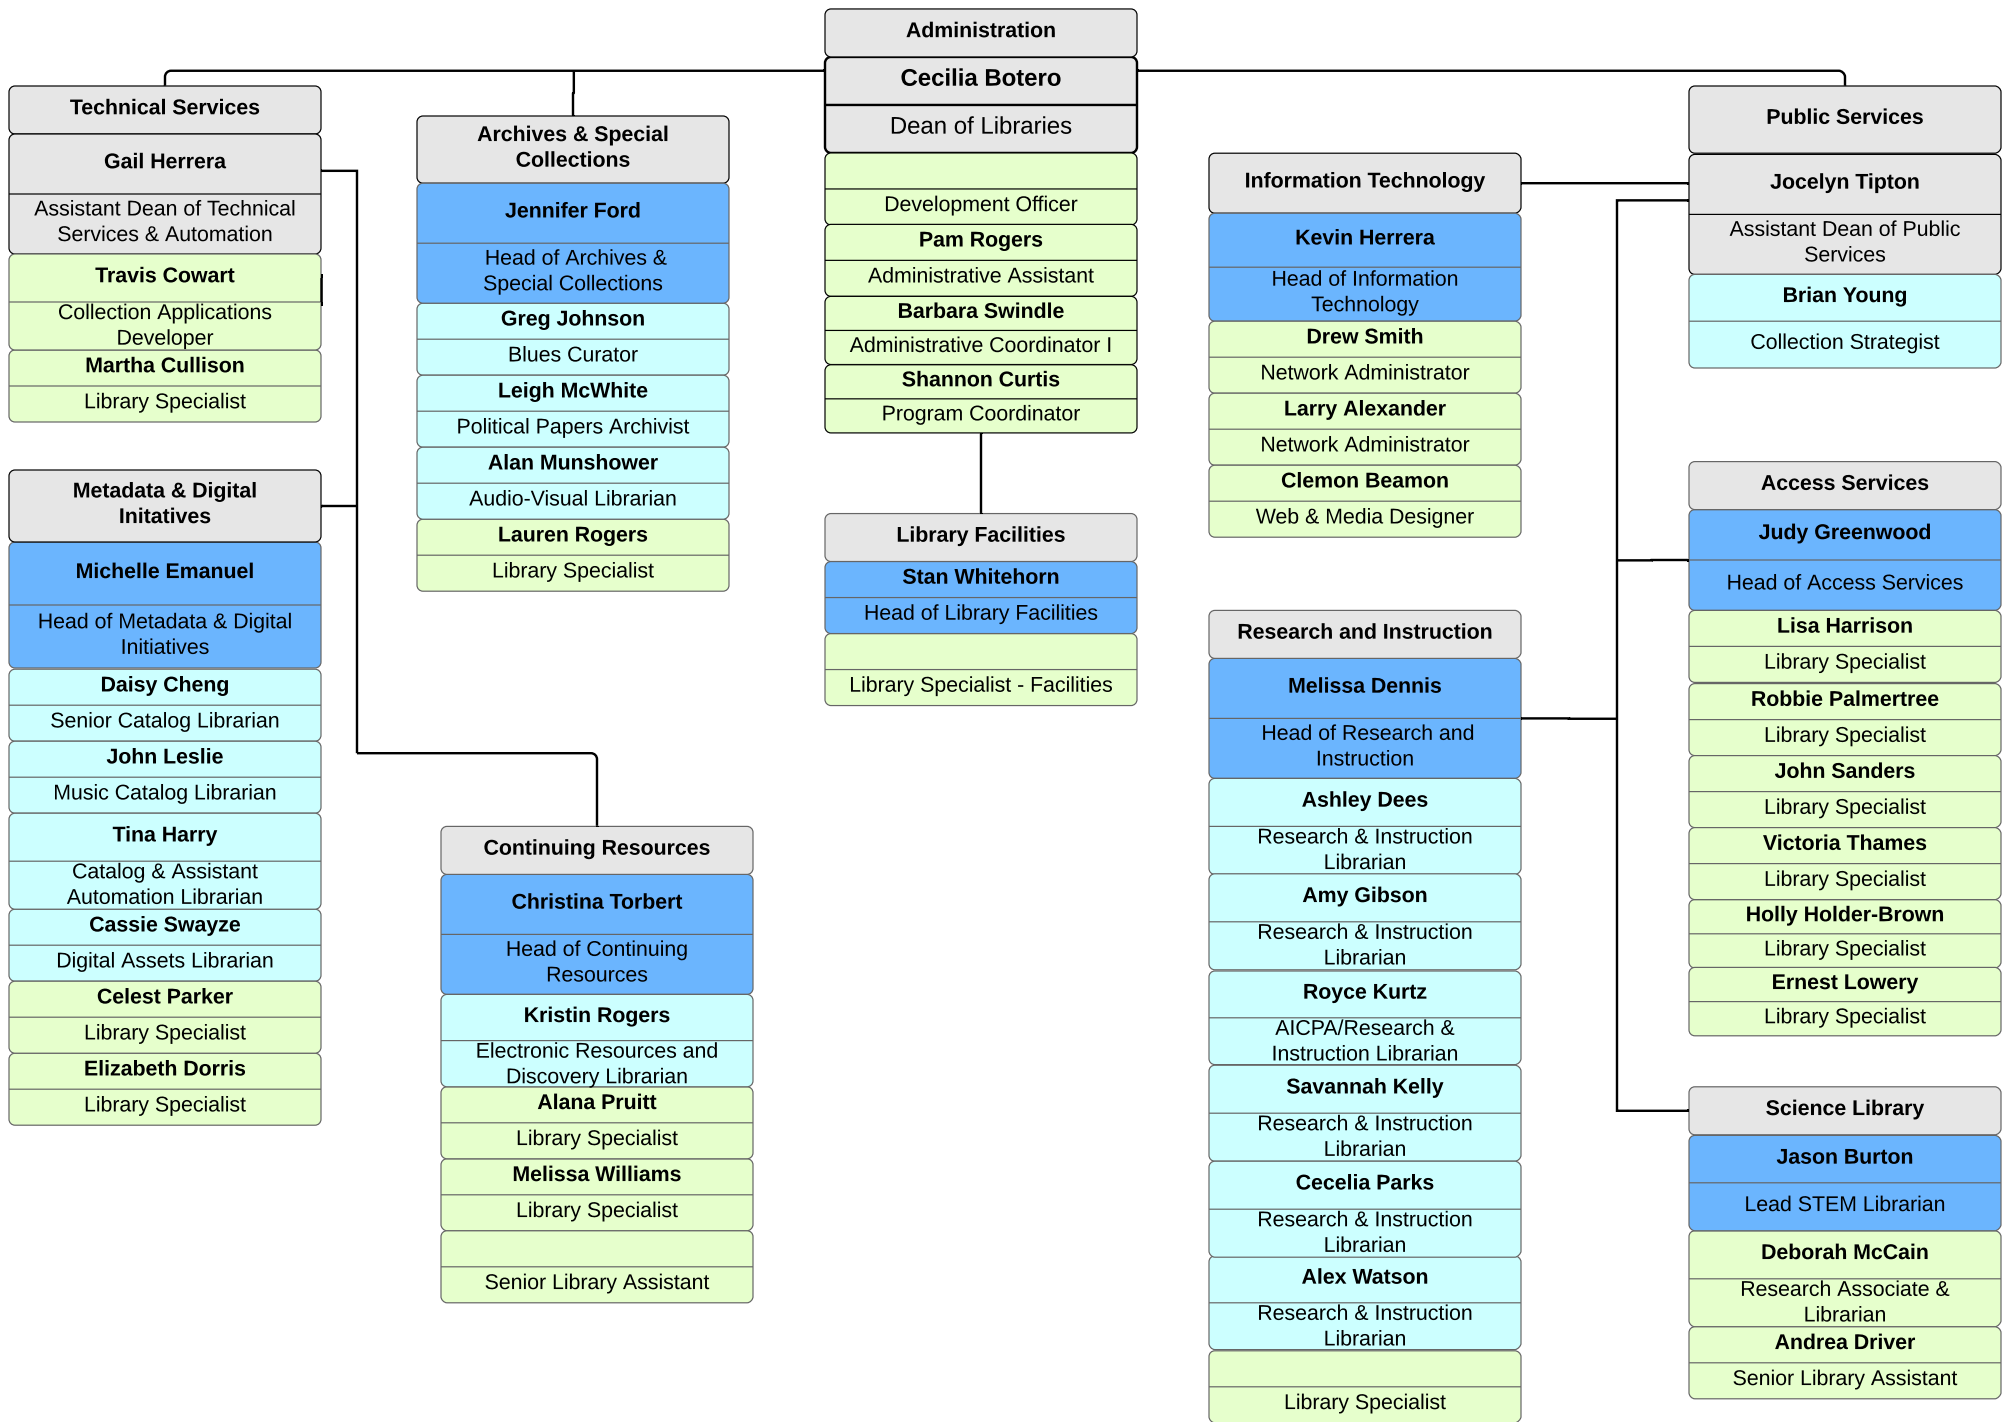 Administration
Cecilia Botero
Dean of Libraries
Development Officer
Pam Rogers
Administrative Assistant
Barbara Swindle
Administrative Coordinator I
Shannon Curtis
Program Coordinator
Technical Services
Gail Herrera
Assistant Dean of Technical
Services & Automation
Travis Cowart
Collection Applications
Developer
Martha Cullison
Library Specialist
Metadata & Digital
Initatives
Michelle Emanuel
Head of Metadata & Digital
Initiatives
Daisy Cheng
Senior Catalog Librarian
John Leslie
Music Catalog Librarian
Tina Harry
Catalog & Assistant
Automation Librarian
Cassie Swayze
Digital Assets Librarian
Celest Parker
Library Specialist
Elizabeth Dorris
Library Specialist
Archives & Special
Collections
Jennifer Ford
Head of Archives &
Special Collections
Greg Johnson
Blues Curator
Leigh McWhite
Political Papers Archivist
Alan Munshower
Audio-Visual Librarian
Lauren Rogers
Library Specialist
Continuing Resources
Christina Torbert
Head of Continuing
Resources
Kristin Rogers
Electronic Resources and
Discovery Librarian
Alana Pruitt
Library Specialist
Melissa Williams
Library Specialist
Senior Library Assistant
Library Facilities
Stan Whitehorn
Head of Library Facilities
Library Specialist - Facilities
Information Technology
Kevin Herrera
Head of Information
Technology
Drew Smith
Network Administrator
Larry Alexander
Network Administrator
Clemon Beamon
Web & Media Designer
Research and Instruction
Melissa Dennis
Head of Research and
Instruction
Ashley Dees
Research & Instruction
Librarian
Amy Gibson
Research & Instruction
Librarian
Royce Kurtz
AICPA/Research &
Instruction Librarian
Savannah Kelly
Research & Instruction
Librarian
Cecelia Parks
Research & Instruction
Librarian
Alex Watson
Research & Instruction
Librarian
Library Specialist
Public Services
Jocelyn Tipton
Assistant Dean of Public
Services
Brian Young
Collection Strategist
Access Services
Judy Greenwood
Head of Access Services
Lisa Harrison
Library Specialist
Robbie Palmertree
Library Specialist
John Sanders
Library Specialist
Victoria Thames
Library Specialist
Holly Holder-Brown
Library Specialist
Ernest Lowery
Library Specialist
Science Library
Jason Burton
Lead STEM Librarian
Deborah McCain
Research Associate &
Librarian
Andrea Driver
Senior Library Assistant